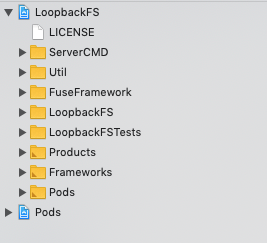 LoopbackFS
LICENSE
ServerCMD
Util
FuseFramework
LoopbackFS
LoopbackFSTests
Products
Frameworks
Pods
Pods